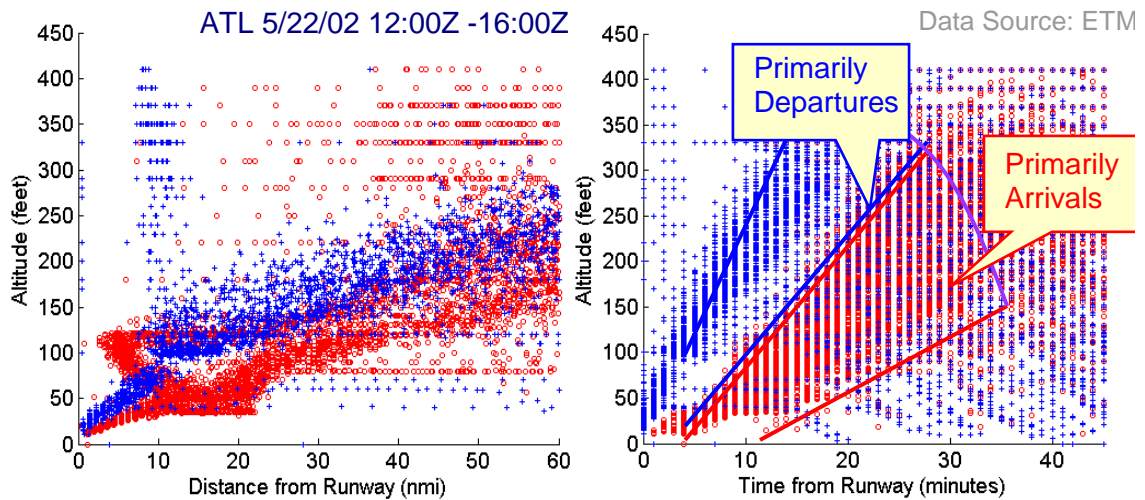 ATL 5/22/02 12:00Z -16:00Z
Altitude (feet)
450
400
350
300
250
200
150
100
50
0
0 10 20 30 40 50 60
Distance from Runway (nmi)
Data Source: ETM
Primarily
Departures
Primarily
Arrivals
Altitude (feet)
450
400
350
300
250
200
150
100
50
0
0 10 20 30 40
Time from Runway (minutes)